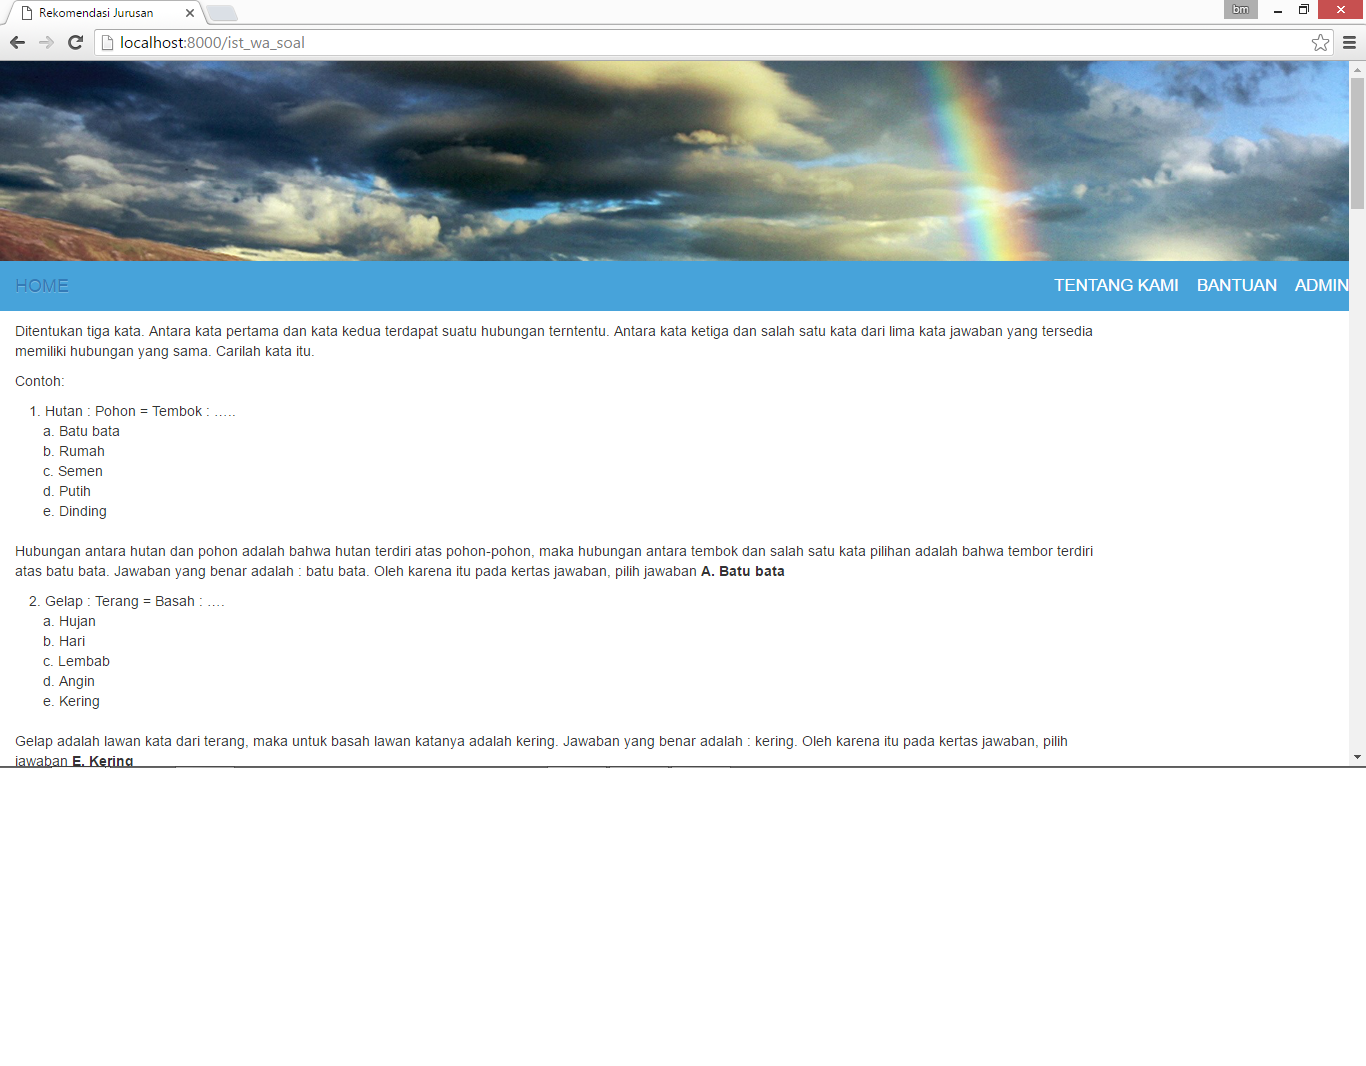 Rekomendasi Jurusan
bm
localhost:8000/ist_wa_soal
HOME
TENTANG KAMI BANTUAN ADMIN
Ditentukan tiga kata. Antara kata pertama dan kata kedua terdapat suatu hubungan terntentu. Antara kata ketiga dan salah satu kata dari lima kata jawaban yang tersedia
memiliki hubungan yang sama. Carilah kata itu.
Contoh:
1. Hutan : Pohon = Tembok : …..
a. Batu bata
b. Rumah
c. Semen
d. Putih
e. Dinding
Hubungan antara hutan dan pohon adalah bahwa hutan terdiri atas pohon-pohon, maka hubungan antara tembok dan salah satu kata pilihan adalah bahwa tembor terdiri
atas batu bata. Jawaban yang benar adalah : batu bata. Oleh karena itu pada kertas jawaban, pilih jawaban A. Batu bata
2. Gelap : Terang = Basah : ….
a. Hujan
b. Hari
c. Lembab
d. Angin
e. Kering
Gelap adalah lawan kata dari terang, maka untuk basah lawan katanya adalah kering. Jawaban yang benar adalah : kering. Oleh karena itu pada kertas jawaban, pilih
jawaban E. Kering